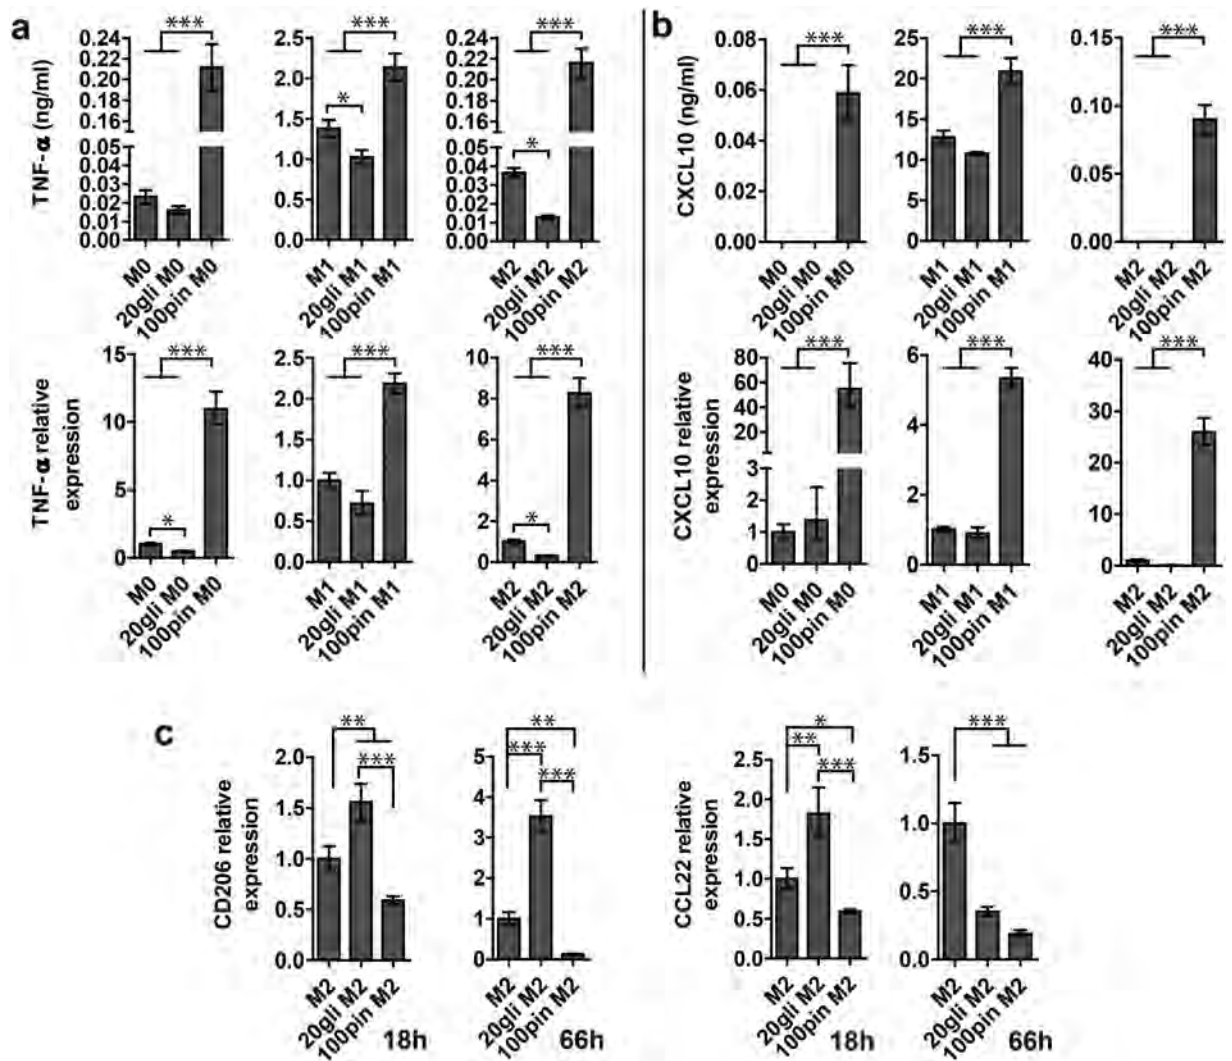 a
TNF-α (ng/ml)
***
0.24
0.22
0.20
0.18
0.16
0.05
0.04
0.03
0.02
0.01
0.00
M0
20gli M0
100pin M0
***
*
2.5
2.0
1.5
1.0
0.5
0.0
M1
20gli M1
100pin M1
***
*
0.24
0.22
0.20
0.18
0.16
0.05
0.04
0.03
0.02
0.01
0.00
M2
20gli M2
100pin M2
TNF-α relative
expression
***
*
15
10
5
0
M0
20gli M0
100pin M0
***
2.5
2.0
1.5
1.0
0.5
0.0
M1
20gli M1
100pin M1
***
*
10
8
6
4
2
0
M2
20gli M2
100pin M2
b
CXCL10 (ng/ml)
***
0.08
0.06
0.04
0.02
0.00
M0
20gli M0
100pin M0
***
25
20
15
10
5
0
M1
20gli M1
100pin M1
***
0.15
0.10
0.05
0.00
M2
20gli M2
100pin M2
CXCL10 relative
expression
***
80
60
40
20
3
2
1
0
M0
20gli M0
100pin M0
***
6
4
2
0
M1
20gli M1
100pin M1
***
40
30
20
10
0
M2
20gli M2
100pin M2
c
CD206 relative
expression
**
***
2.0
1.5
1.0
0.5
0.0
M2
20gli M2
100pin M2
18h
**
***
***
5
4
3
2
1
0
M2
20gli M2
100pin M2
66h
CCL22 relative
expression
*
**
***
2.5
2.0
1.5
1.0
0.5
0.0
M2
20gli M2
100pin M2
18h
***
1.5
1.0
0.5
0.0
M2
20gli M2
100pin M2
66h